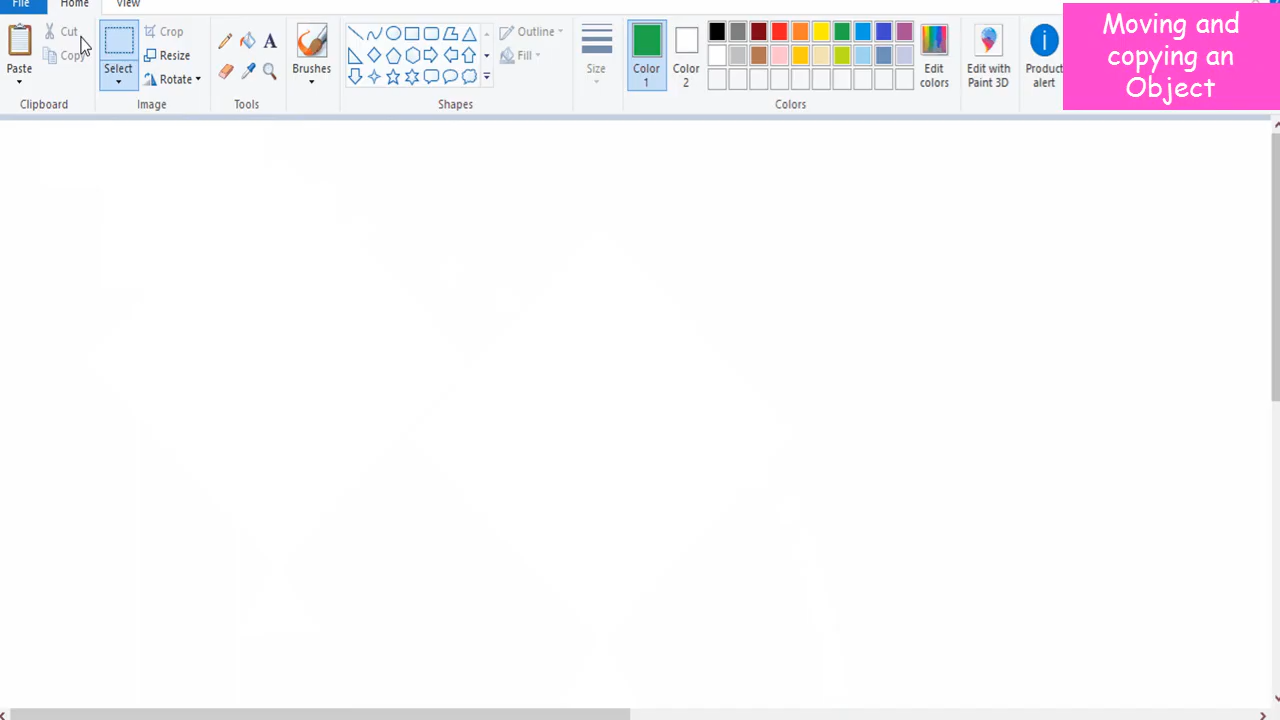 File Home View
Moving and
copying an
Object
Paste
Cut
Copy
Select
Crop
Resize
Rotate
Brushes
Outline
Fill
Size
Color
1
Color
2
Edit
colors
Edit with
Paint 3D
Product
alert
Clipboard Image Tools Shapes Colors